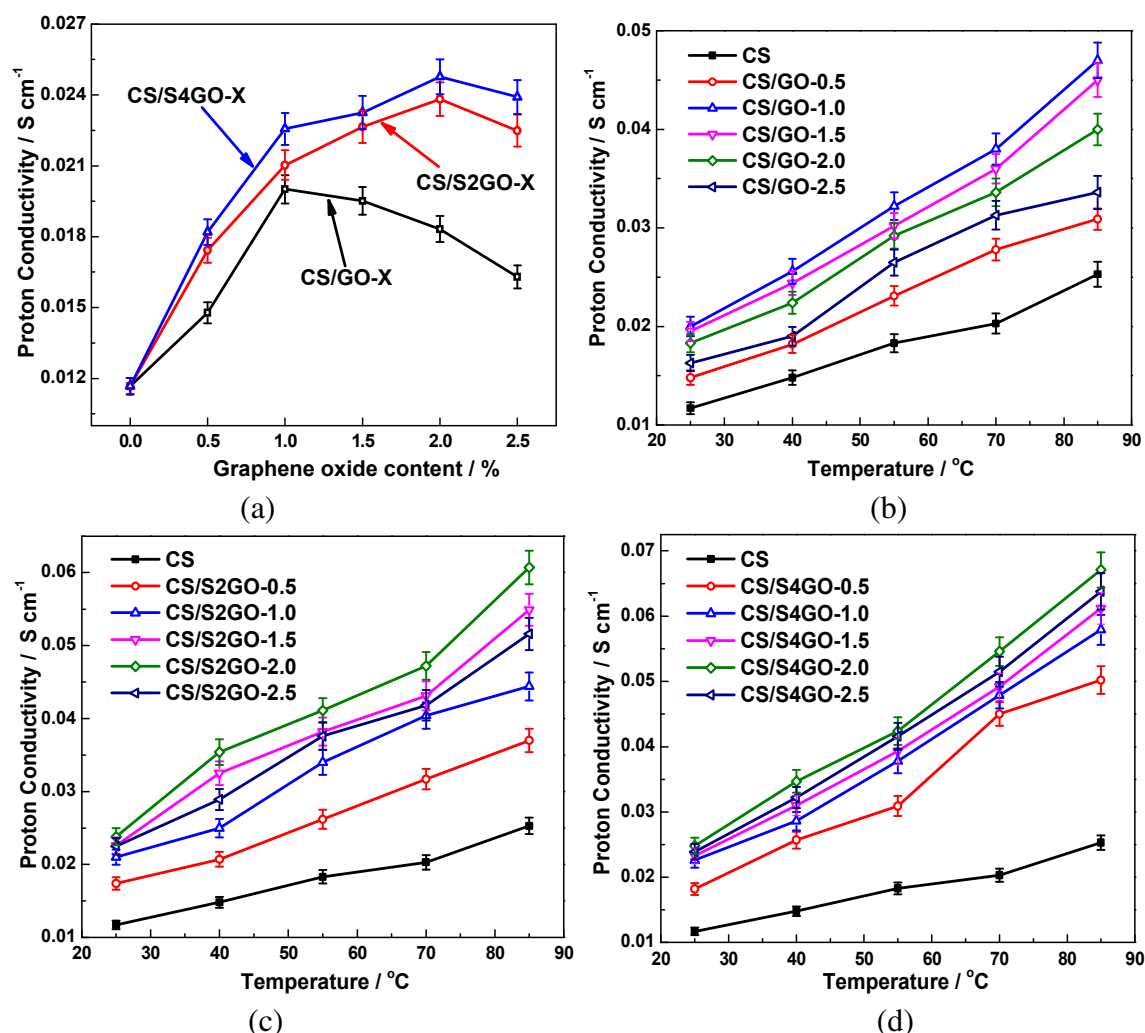 (a)
Proton Conductivity / S cm⁻¹
0.027
0.024
0.021
0.018
0.015
0.012
CS/S4GO-X
CS/S2GO-X
CS/GO-X
0.0 0.5 1.0 1.5 2.0 2.5
Graphene oxide content / %
(a)
Proton Conductivity / S cm⁻¹
0.05
0.04
0.03
0.02
0.01
CS
CS/GO-0.5
CS/GO-1.0
CS/GO-1.5
CS/GO-2.0
CS/GO-2.5
20 30 40 50 60 70 80 90
Temperature / °C
(b)
Proton Conductivity / S cm⁻¹
0.06
0.05
0.04
0.03
0.02
0.01
CS
CS/S2GO-0.5
CS/S2GO-1.0
CS/S2GO-1.5
CS/S2GO-2.0
CS/S2GO-2.5
20 30 40 50 60 70 80 90
Temperature / °C
(c)
Proton Conductivity / S cm⁻¹
0.07
0.06
0.05
0.04
0.03
0.02
0.01
CS
CS/S4GO-0.5
CS/S4GO-1.0
CS/S4GO-1.5
CS/S4GO-2.0
CS/S4GO-2.5
20 30 40 50 60 70 80 90
Temperature / °C
(d)